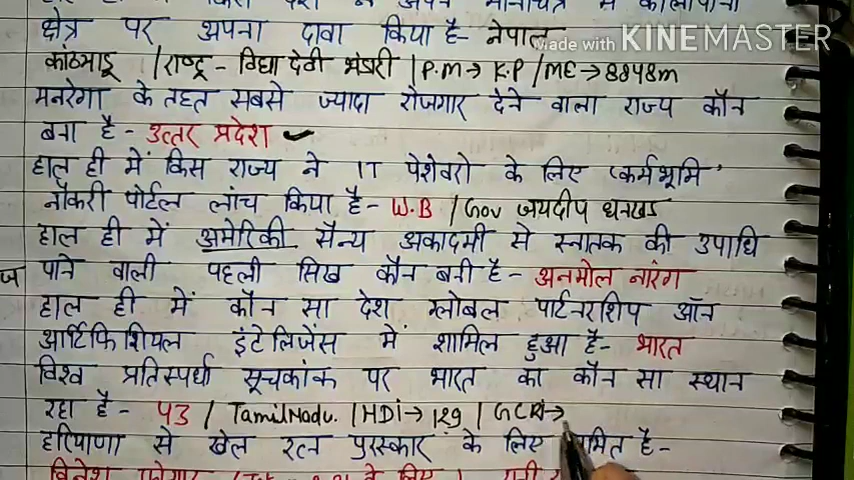 क्षेत्र पर अपना दावा किया है- नेपाल
Made with KINEMASTER
काठमांडू /राष्ट्र - विद्या देवी भंडारी / P.M→ K.P / ME→ 8848m
मनरेगा के तहत सबसे ज्यादा रोजगार देने वाला राज्य कौन
बना है- उत्तर प्रदेश
हाल ही में किस राज्य ने IT पेशेवरो के लिए 'कर्मभूमि'
नौकरी पोर्टल लांच किया है- W.B / Gov जयदीप धनखड
हाल ही में अमेरिकी सैन्य अकादमी से स्नातक की उपाधि
ज पाने वाली पहली सिख कौन बनी है- अनमोल नारंग
हाल ही में कौन सा देश ग्लोबल पार्टनरशिप ऑन
आर्टिफिशियल इंटेलिजेंस में शामिल हुआ है- भारत
विश्व प्रतिस्पर्धा सूचकांक पर भारत का कौन सा स्थान
रहा है- 43 / TamilNadu. / HDI→ 129 / GCRI→
हरियाणा से खेल रत्न पुरस्कार के लिए है-